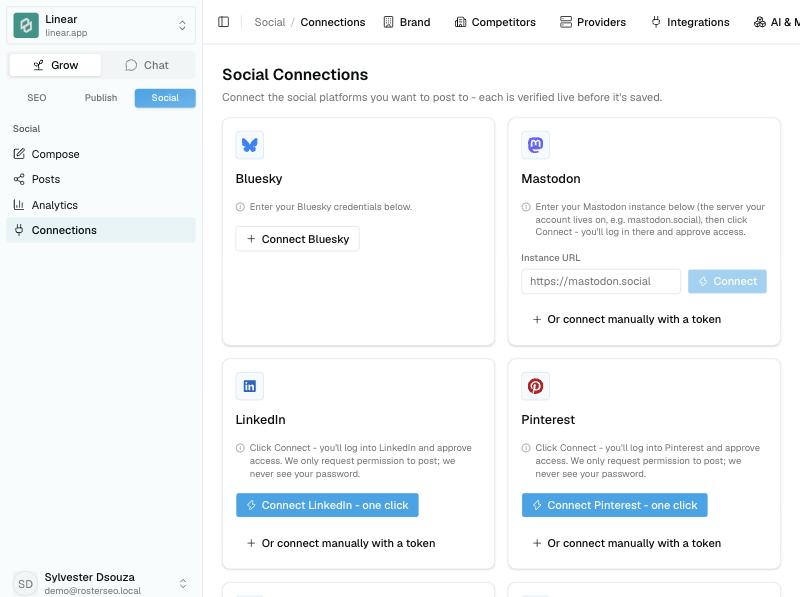 Linear
linear.app
Grow
Chat
SEO
Publish
Social
Social
Compose
Posts
Analytics
Connections
SD
Sylvester Dsouza
demo@rosterseo.local
Social / Connections
Brand
Competitors
Providers
Integrations
AI &
Social Connections
Connect the social platforms you want to post to - each is verified live before it's saved.
Bluesky
Enter your Bluesky credentials below.
+ Connect Bluesky
Mastodon
Enter your Mastodon instance below (the server your
account lives on, e.g. mastodon.social), then click
Connect - you'll log in there and approve access.
Instance URL
https://mastodon.social
Connect
+ Or connect manually with a token
LinkedIn
Click Connect - you'll log into LinkedIn and approve
access. We only request permission to post; we
never see your password.
Connect LinkedIn - one click
+ Or connect manually with a token
Pinterest
Click Connect - you'll log into Pinterest and approve
access. We only request permission to post; we
never see your password.
Connect Pinterest - one click
+ Or connect manually with a token